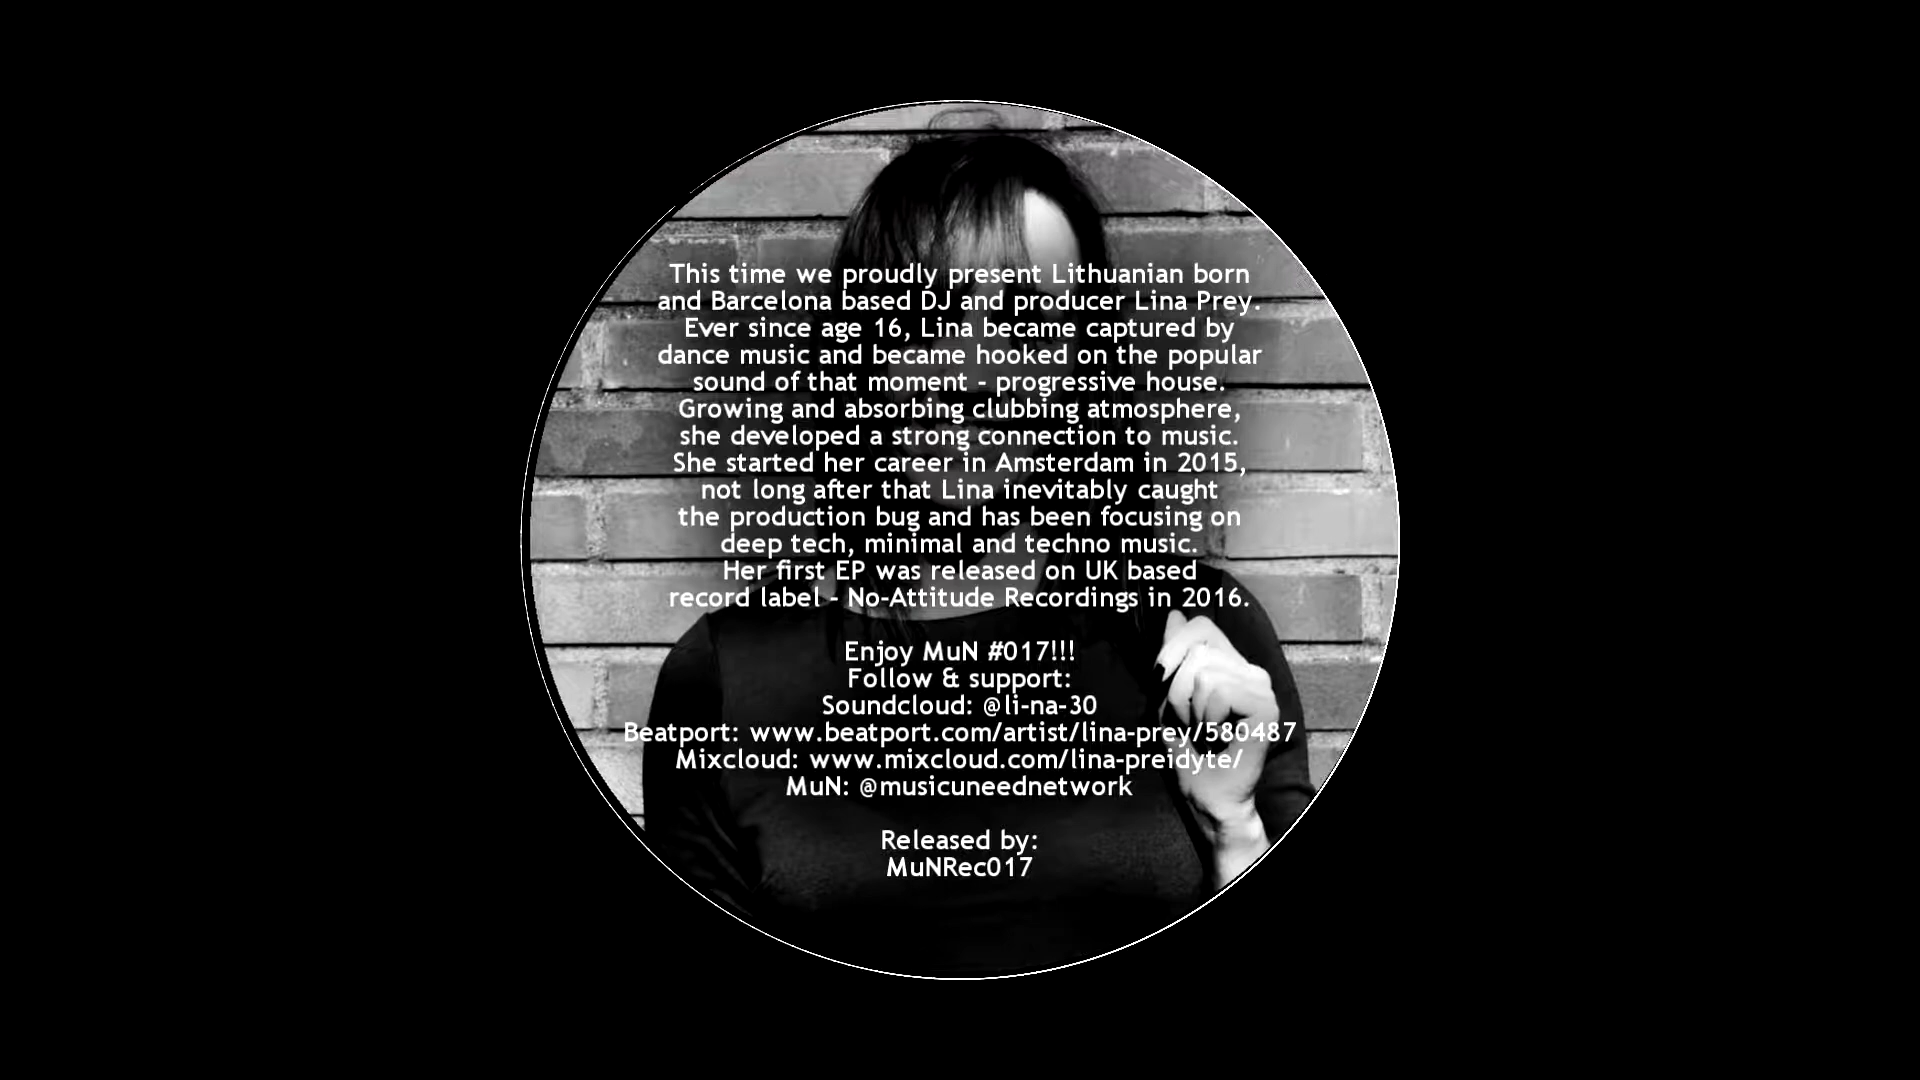 This time we proudly present Lithuanian born
and Barcelona based DJ and producer Lina Prey.
Ever since age 16, Lina became captured by
dance music and became hooked on the popular
sound of that moment - progressive house.
Growing and absorbing clubbing atmosphere,
she developed a strong connection to music.
She started her career in Amsterdam in 2015,
not long after that Lina inevitably caught
the production bug and has been focusing on
deep tech, minimal and techno music.
Her first EP was released on UK based
record label - No-Attitude Recordings in 2016.
Enjoy MuN #017!!!
Follow & support:
Soundcloud: @li-na-30
Beatport: www.beatport.com/artist/lina-prey/580487
Mixcloud: www.mixcloud.com/lina-preidyte/
MuN: @musicuneednetwork
Released by:
MuNRec017